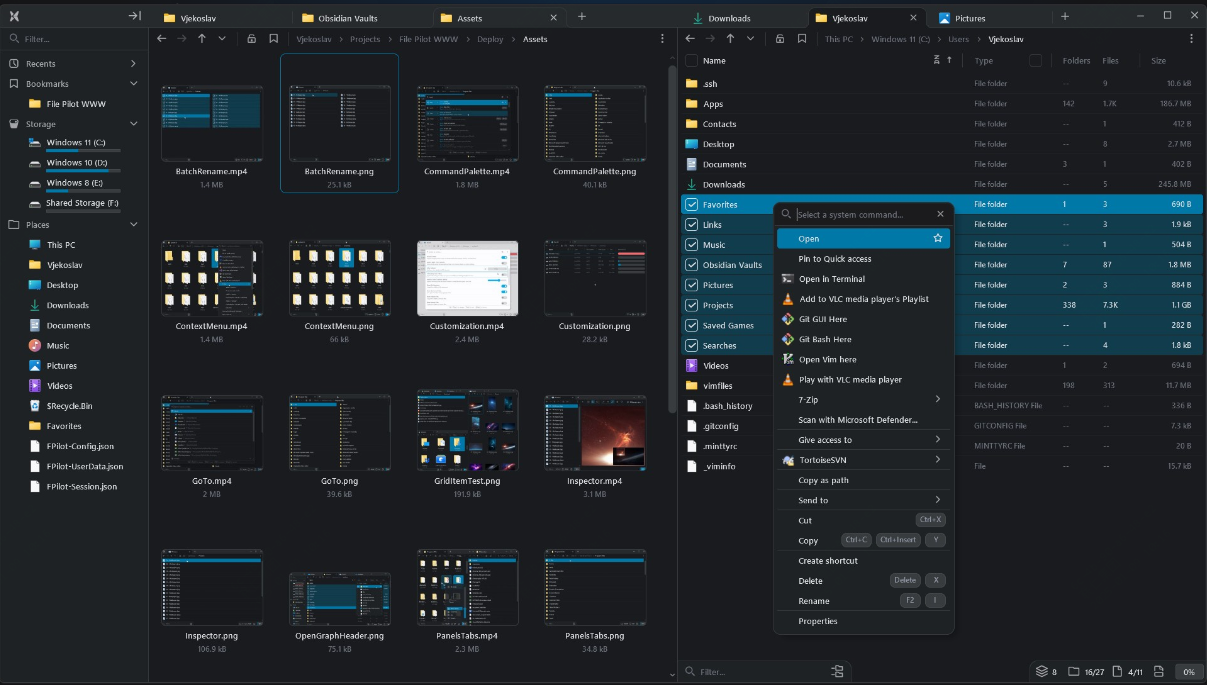 Vjekoslav
Obsidian Vaults
Assets
Downloads
Vjekoslav
Pictures
Filter...
Recents
Bookmarks
File Pilot WWW
Storage
Windows 11 (C:)
Windows 10 (D:)
Windows 8 (E:)
Shared Storage (F:)
Places
This PC
Vjekoslav
Desktop
Downloads
Documents
Music
Pictures
Videos
$Recycle.Bin
Favorites
FPilot-Config.json
FPilot-UserData.json
FPilot-Session.json
Vjekoslav > Projects > File Pilot WWW > Deploy > Assets
BatchRename.mp4 BatchRename.png CommandPalette.mp4 CommandPalette.png
1.4 MB 25.1 kB 1.8 MB 40.1 kB
ContextMenu.mp4 ContextMenu.png Customization.mp4 Customization.png
1.4 MB 66 kB 2.4 MB 28.2 kB
GoTo.mp4 GoTo.png GridItemTest.png Inspector.mp4
2 MB 39.6 kB 191.9 kB 3.1 MB
Inspector.png OpenGraphHeader.png PanelsTabs.mp4 PanelsTabs.png
106.9 kB 75.1 kB 2.3 MB 34.8 kB
This PC > Windows 11 (C:) > Users > Vjekoslav
Name Type Folders Files Size
.ssh File folder -- 9 10.6 kB
Apps File folder 142 1.7K 186.7 MB
Contacts File folder -- 1 412 B
Desktop File folder -- 8 2.7 MB
Documents File folder 3 1 402 B
Downloads File folder -- 5 245.8 MB
Favorites File folder 1 3 690 B
Links File folder -- 3 1.9 kB
Music File folder -- 1 504 B
Obsidian Vaults File folder 7 87 1.8 MB
Pictures File folder 2 3 884 B
Projects File folder 338 7.3K 1.1 GB
Saved Games File folder -- 1 282 B
Searches File folder -- 4 1.8 kB
Videos File folder 1 2 694 B
vimfiles File folder 198 313 11.7 MB
.bash_history BASH_HISTORY File -- -- 336 B
.gitconfig GITCONFIG File -- -- 7.3 kB
.minttyrc MINTTYRC File -- -- 20 B
_viminfo File -- -- 15.7 kB
Select a system command...
Open
Pin to Quick access
Open in Terminal
Add to VLC media player's Playlist
Git GUI Here
Git Bash Here
Open Vim here
Play with VLC media player
7-Zip
Scan with Microsoft Defender...
Give access to
TortoiseSVN
Copy as path
Send to
Cut Ctrl+X
Copy Ctrl+C Ctrl+Insert Y
Create shortcut
Delete Delete X
Rename F2 I
Properties
Filter...
8 16/27 4/11 0%